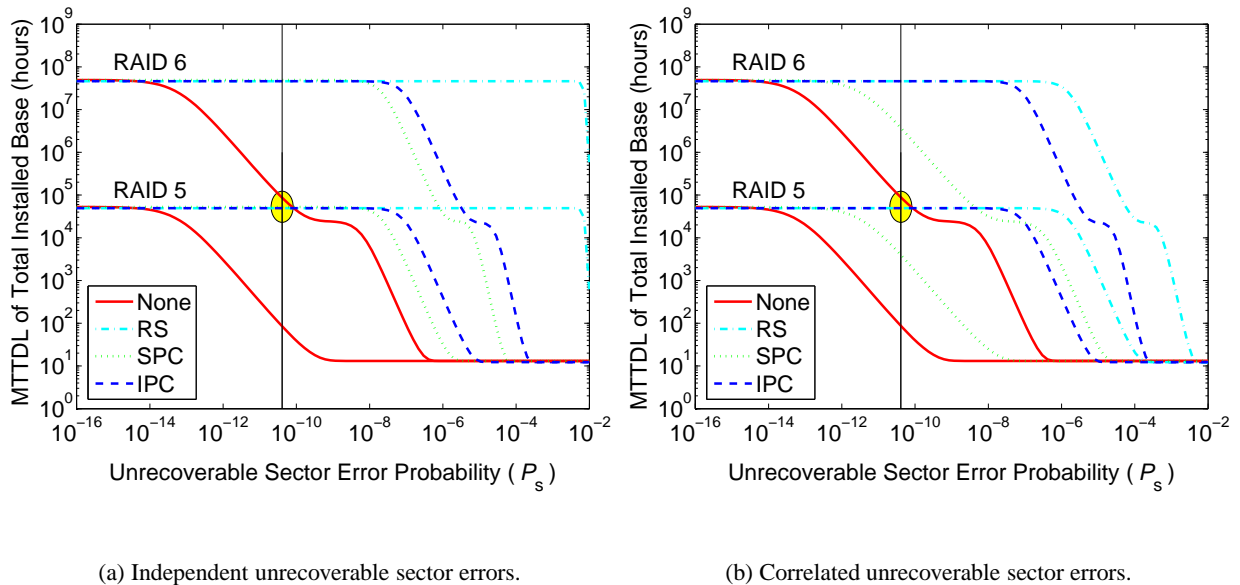 MTTDL of Total Installed Base (hours)
10^9
10^8
10^7
10^6
10^5
10^4
10^3
10^2
10^1
10^0
RAID 6
RAID 5
None
RS
SPC
IPC
10^-16 10^-14 10^-12 10^-10 10^-8 10^-6 10^-4 10^-2
Unrecoverable Sector Error Probability ( P_s )
(a) Independent unrecoverable sector errors.
MTTDL of Total Installed Base (hours)
10^9
10^8
10^7
10^6
10^5
10^4
10^3
10^2
10^1
10^0
RAID 6
RAID 5
None
RS
SPC
IPC
10^-16 10^-14 10^-12 10^-10 10^-8 10^-6 10^-4 10^-2
Unrecoverable Sector Error Probability ( P_s )
(b) Correlated unrecoverable sector errors.